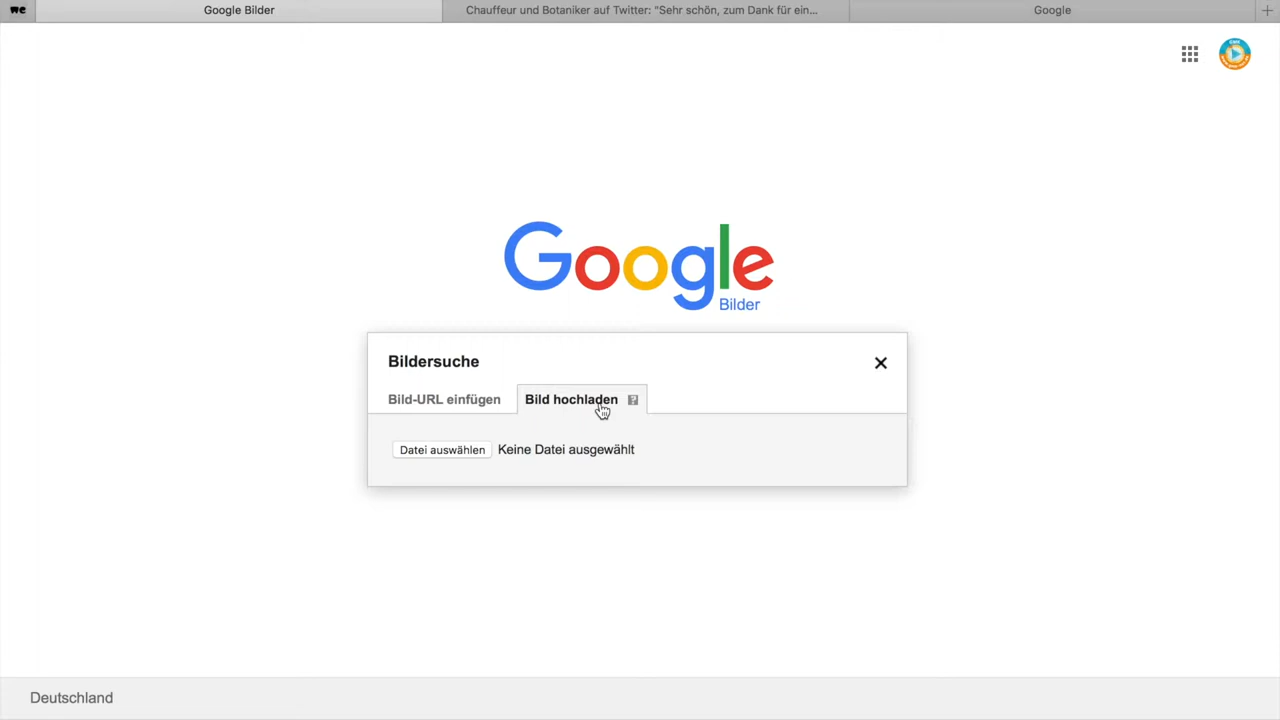 Google Bilder
Chauffeur und Botaniker auf Twitter: "Sehr schön, zum Dank für ein...
Google
Google
Bilder
Bildersuche
Bild-URL einfügen
Bild hochladen ?
Datei auswählen Keine Datei ausgewählt
Deutschland